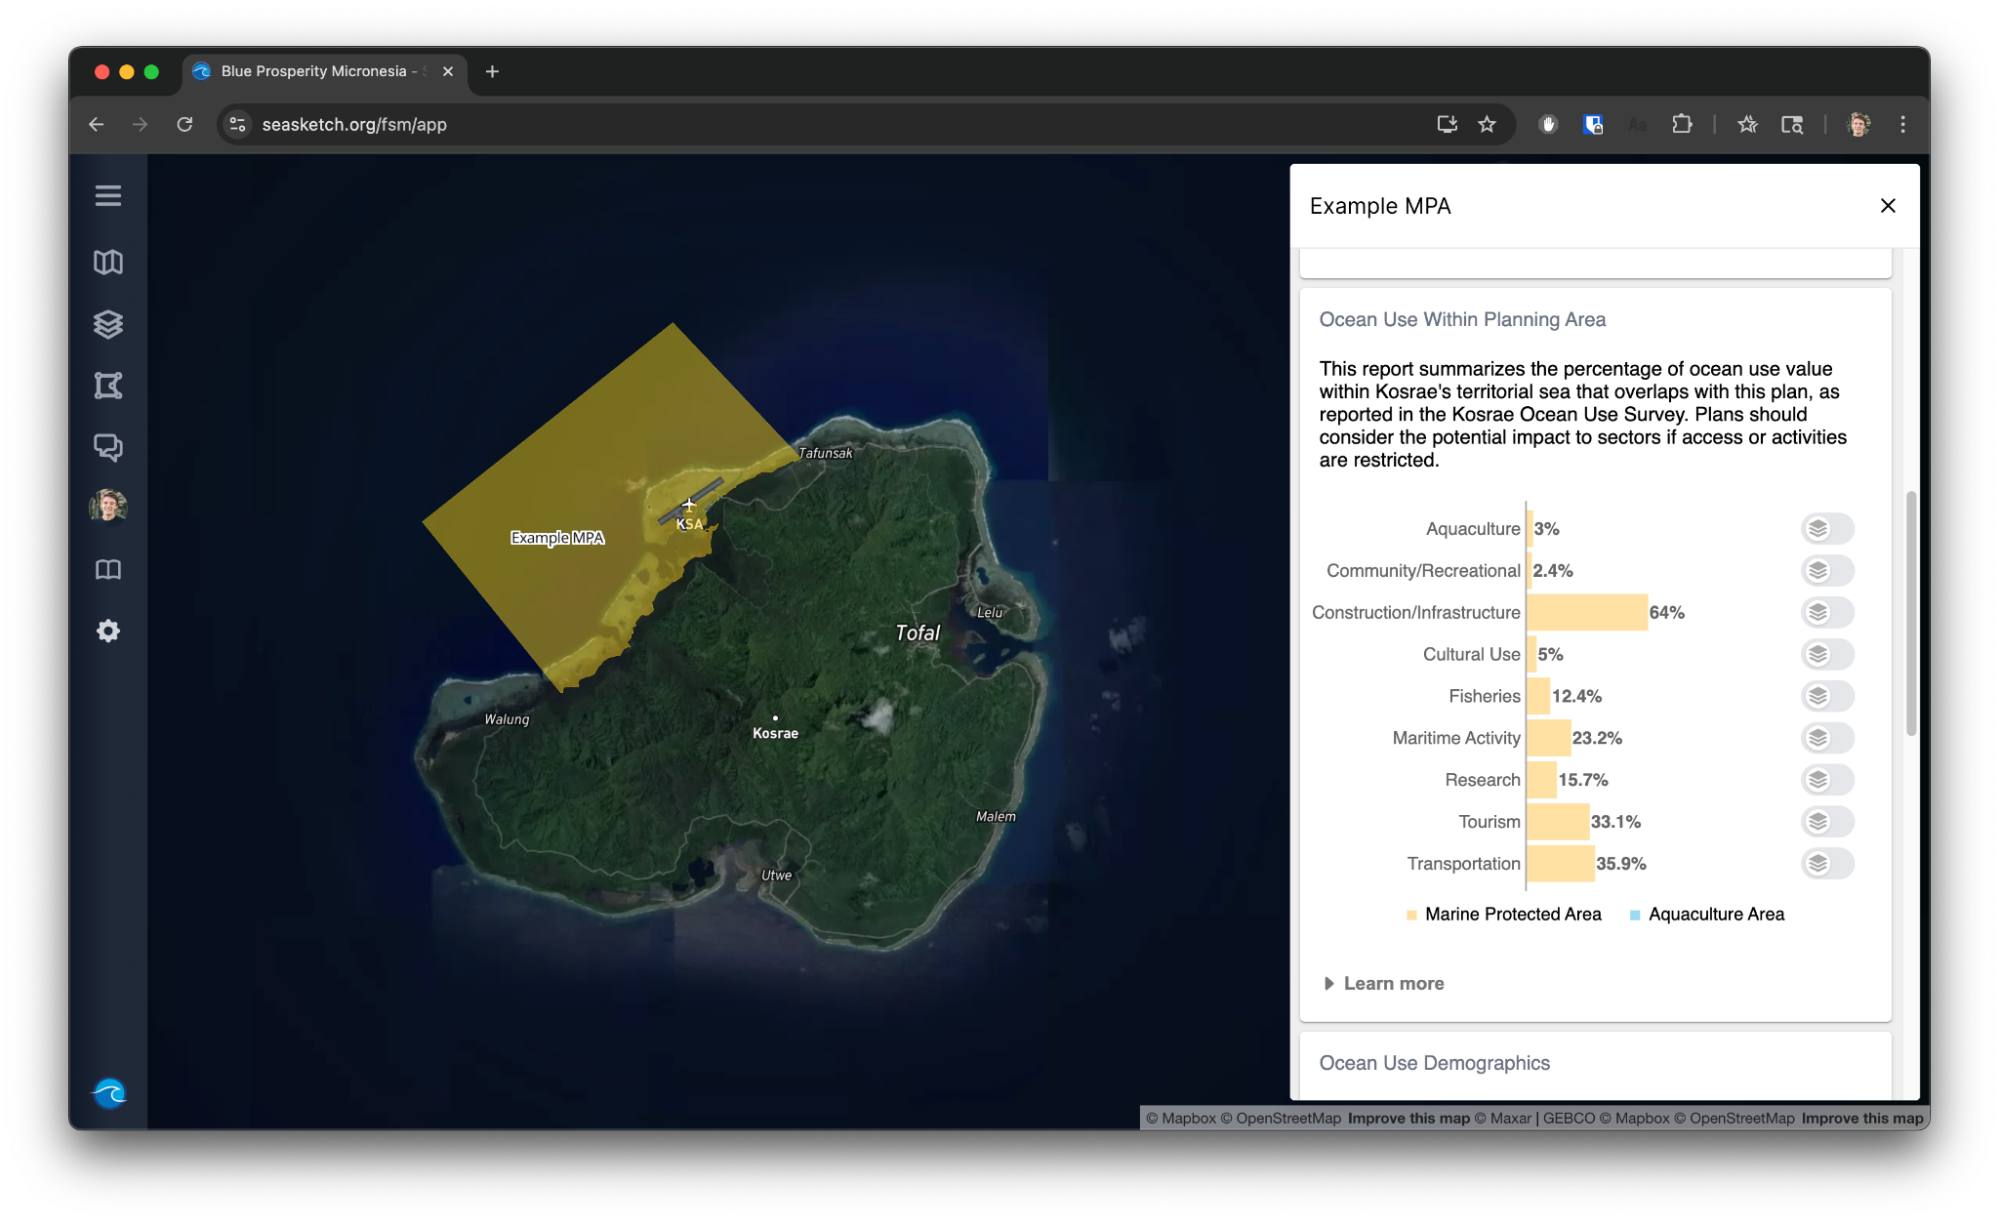 Blue Prosperity Micronesia -
seasketch.org/fsm/app
Aa
Example MPA
Ocean Use Within Planning Area
This report summarizes the percentage of ocean use value
within Kosrae's territorial sea that overlaps with this plan, as
reported in the Kosrae Ocean Use Survey. Plans should
consider the potential impact to sectors if access or activities
are restricted.
Aquaculture 3%
Community/Recreational 2.4%
Construction/Infrastructure 64%
Cultural Use 5%
Fisheries 12.4%
Maritime Activity 23.2%
Research 15.7%
Tourism 33.1%
Transportation 35.9%
Marine Protected Area Aquaculture Area
Learn more
Ocean Use Demographics
Tafunsak
KSA
Example MPA
Lelu
Tofal
Walung
Kosrae
Malem
Utwe
© Mapbox © OpenStreetMap Improve this map © Maxar | GEBCO © Mapbox © OpenStreetMap Improve this map